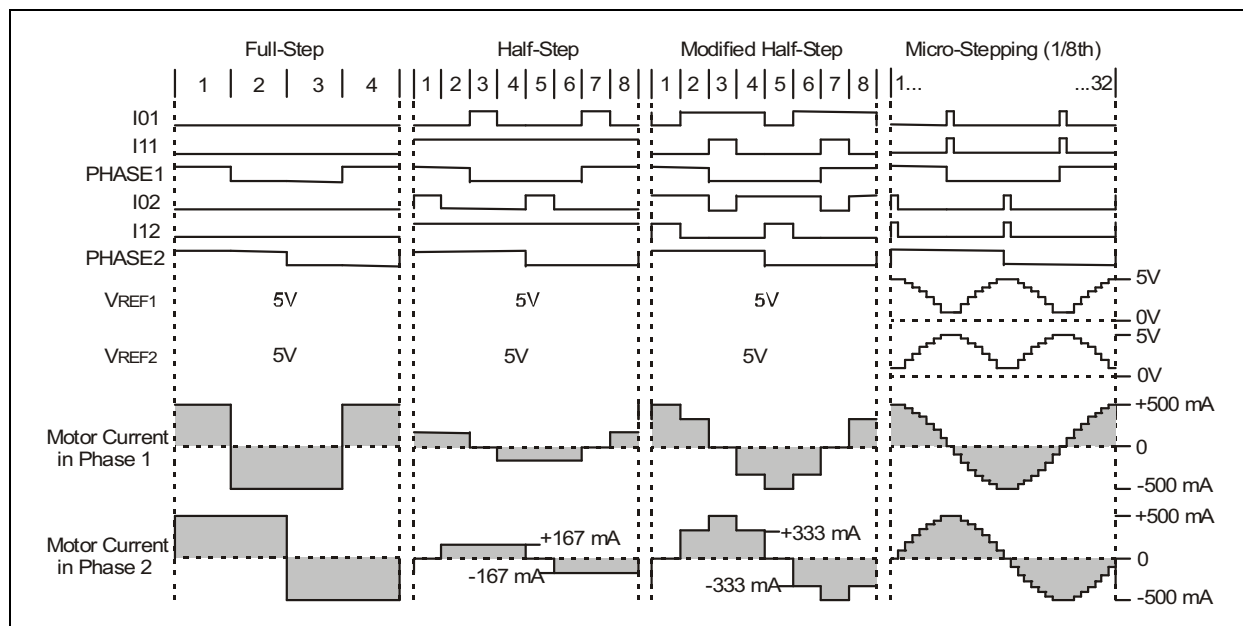 Full-Step Half-Step Modified Half-Step Micro-Stepping (1/8th)
1 2 3 4 1 2 3 4 5 6 7 8 1 2 3 4 5 6 7 8 1... ...32
I01
I11
PHASE1
I02
I12
PHASE2
VREF1 5V 5V 5V 5V
0V
VREF2 5V 5V 5V 5V
0V
+500 mA
Motor Current
in Phase 1
0
-500 mA
+500 mA
Motor Current
in Phase 2
+167 mA +333 mA
0
-167 mA -333 mA
-500 mA